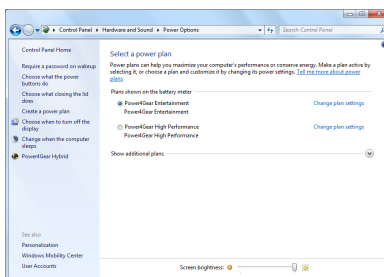 Control Panel ▸ Hardware and Sound ▸ Power Options
Search Control Panel
Control Panel Home
Require a password on wakeup
Choose what the power
buttons do
Choose what closing the lid
does
Create a power plan
Choose when to turn off the
display
Change when the computer
sleeps
Power4Gear Hybrid
See also
Personalization
Windows Mobility Center
User Accounts
Select a power plan
Power plans can help you maximize your computer's performance or conserve energy. Make a plan active by
selecting it, or choose a plan and customize it by changing its power settings. Tell me more about power
plans
Plans shown on the battery meter
Power4Gear Entertainment
Change plan settings
Power4Gear Entertainment
Power4Gear High Performance
Change plan settings
Power4Gear High Performance
Show additional plans
Screen brightness: